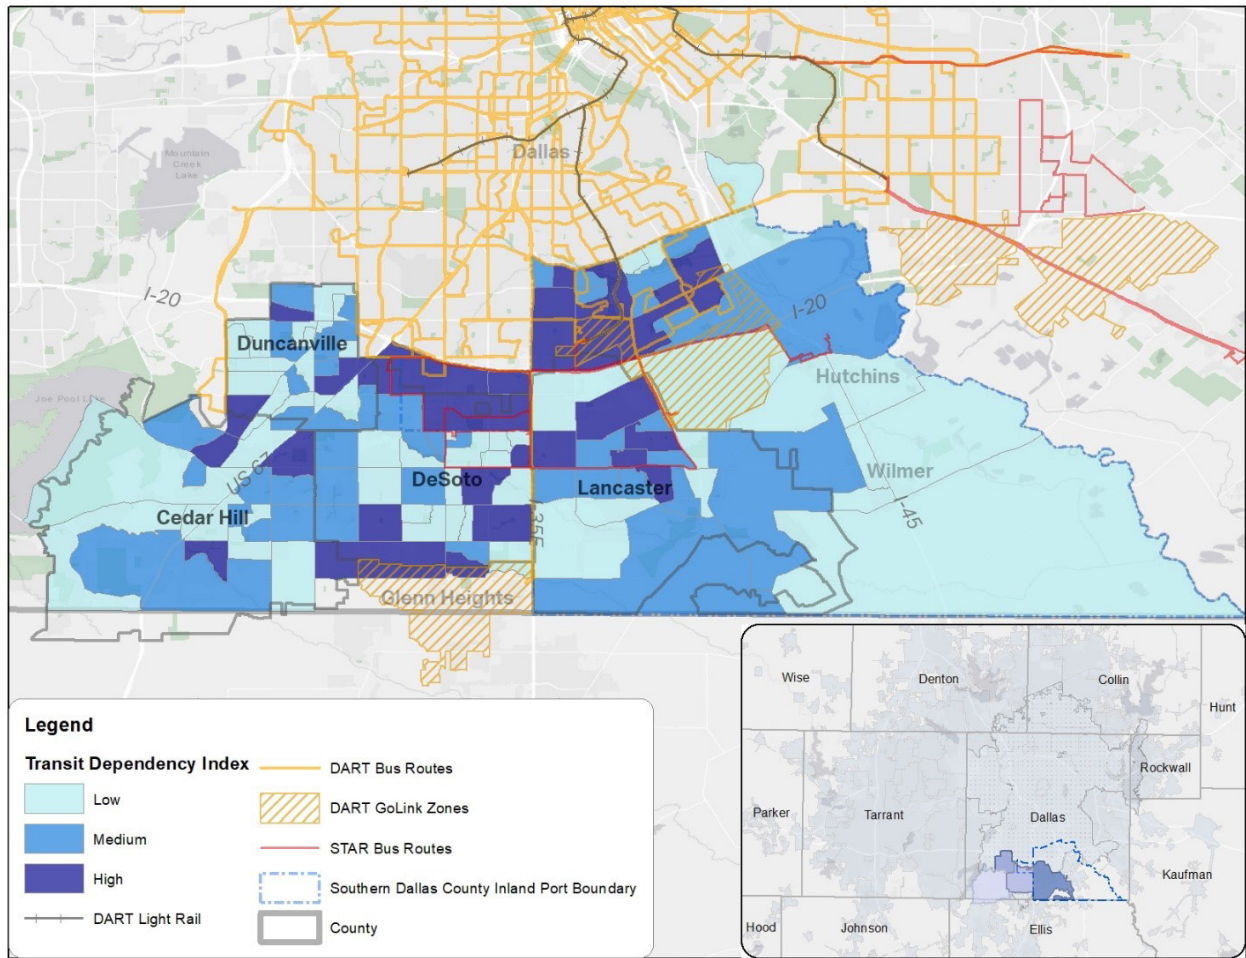 Dallas
Mountain
Creek
Lake
I-20
I-20
Duncanville
Hutchins
Joe Pool Lake
US 67
DeSoto
Lancaster
Wilmer
Cedar Hill
I-35E
I-45
Glenn Heights
Legend
Transit Dependency Index
Low
Medium
High
DART Light Rail
DART Bus Routes
DART GoLink Zones
STAR Bus Routes
Southern Dallas County Inland Port Boundary
County
Wise
Denton
Collin
Hunt
Rockwall
Parker
Tarrant
Dallas
Kaufman
Hood
Johnson
Ellis